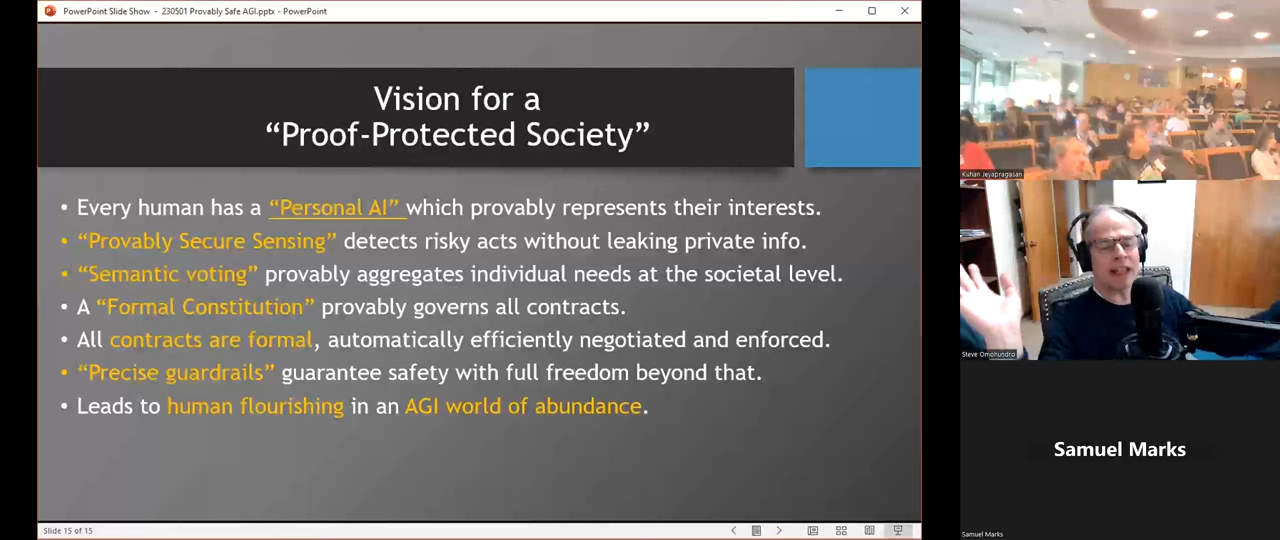 PowerPoint Slide Show - 230501 Provably Safe AGI.pptx - PowerPoint
Vision for a
“Proof-Protected Society”
• Every human has a “Personal AI” which provably represents their interests.
• “Provably Secure Sensing” detects risky acts without leaking private info.
• “Semantic voting” provably aggregates individual needs at the societal level.
• A “Formal Constitution” provably governs all contracts.
• All contracts are formal, automatically efficiently negotiated and enforced.
• “Precise guardrails” guarantee safety with full freedom beyond that.
• Leads to human flourishing in an AGI world of abundance.
Slide 15 of 15
Kuhan Jeyapragasan
Steve Omohundro
Samuel Marks
Samuel Marks